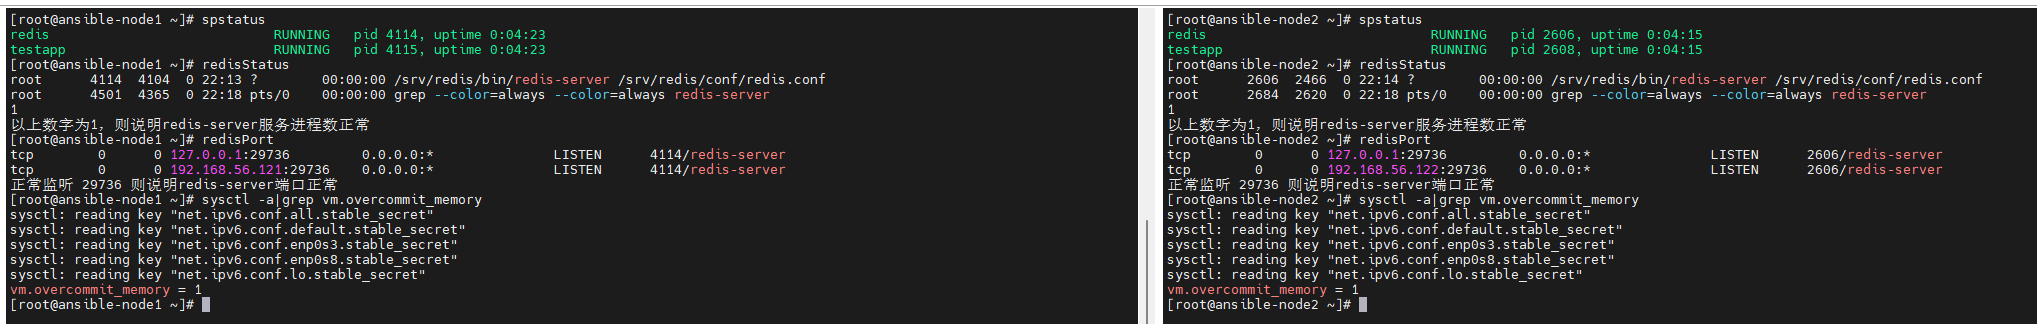 [root@ansible-node1 ~]# spstatus
redis                            RUNNING   pid 4114, uptime 0:04:23
testapp                          RUNNING   pid 4115, uptime 0:04:23
[root@ansible-node1 ~]# redisStatus
root      4114  4104  0 22:13 ?        00:00:00 /srv/redis/bin/redis-server /srv/redis/conf/redis.conf
root      4501  4365  0 22:18 pts/0    00:00:00 grep --color=always --color=always redis-server
1
以上数字为1，则说明redis-server服务进程数正常
[root@ansible-node1 ~]# redisPort
tcp        0      0 127.0.0.1:29736         0.0.0.0:*               LISTEN      4114/redis-server
tcp        0      0 192.168.56.121:29736    0.0.0.0:*               LISTEN      4114/redis-server
正常监听 29736 则说明redis-server端口正常
[root@ansible-node1 ~]# sysctl -a|grep vm.overcommit_memory
sysctl: reading key "net.ipv6.conf.all.stable_secret"
sysctl: reading key "net.ipv6.conf.default.stable_secret"
sysctl: reading key "net.ipv6.conf.enp0s3.stable_secret"
sysctl: reading key "net.ipv6.conf.enp0s8.stable_secret"
sysctl: reading key "net.ipv6.conf.lo.stable_secret"
vm.overcommit_memory = 1
[root@ansible-node1 ~]#
[root@ansible-node2 ~]# spstatus
redis                            RUNNING   pid 2606, uptime 0:04:15
testapp                          RUNNING   pid 2608, uptime 0:04:15
[root@ansible-node2 ~]# redisStatus
root      2606  2466  0 22:14 ?        00:00:00 /srv/redis/bin/redis-server /srv/redis/conf/redis.conf
root      2684  2620  0 22:18 pts/0    00:00:00 grep --color=always --color=always redis-server
1
以上数字为1，则说明redis-server服务进程数正常
[root@ansible-node2 ~]# redisPort
tcp        0      0 127.0.0.1:29736         0.0.0.0:*               LISTEN      2606/redis-server
tcp        0      0 192.168.56.122:29736    0.0.0.0:*               LISTEN      2606/redis-server
正常监听 29736 则说明redis-server端口正常
[root@ansible-node2 ~]# sysctl -a|grep vm.overcommit_memory
sysctl: reading key "net.ipv6.conf.all.stable_secret"
sysctl: reading key "net.ipv6.conf.default.stable_secret"
sysctl: reading key "net.ipv6.conf.enp0s3.stable_secret"
sysctl: reading key "net.ipv6.conf.enp0s8.stable_secret"
sysctl: reading key "net.ipv6.conf.lo.stable_secret"
vm.overcommit_memory = 1
[root@ansible-node2 ~]#